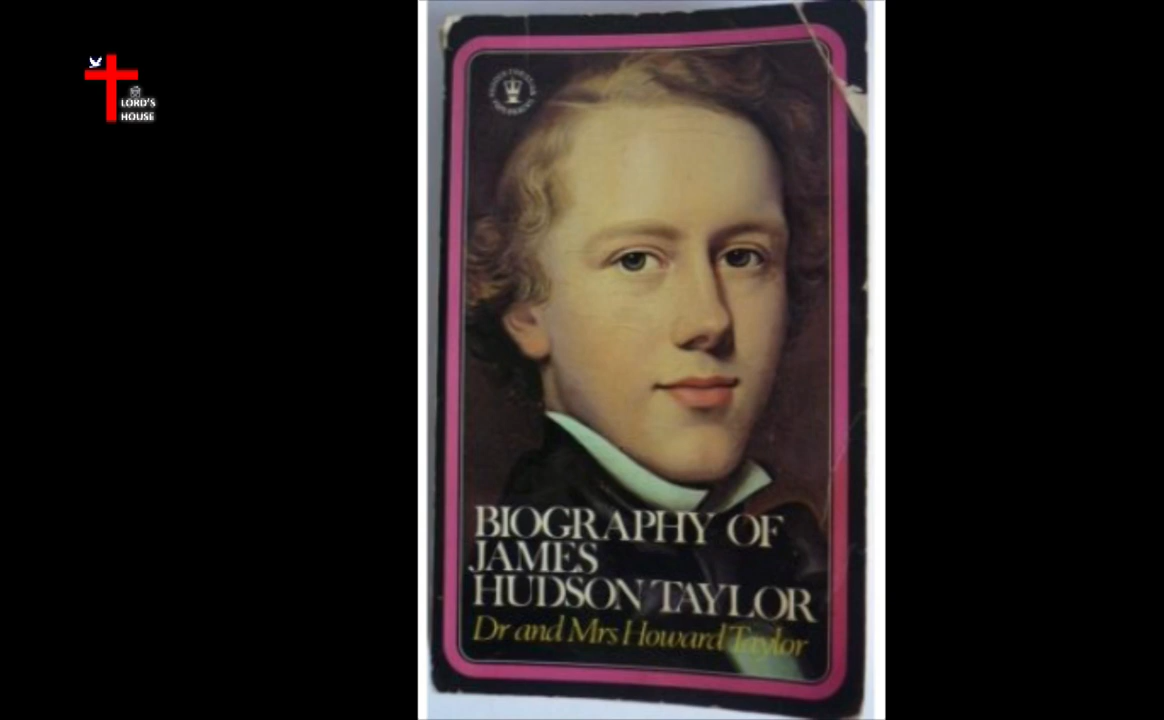 LORD'S
HOUSE
BIOGRAPHY OF
JAMES
HUDSON TAYLOR
Dr and Mrs Howard Taylor